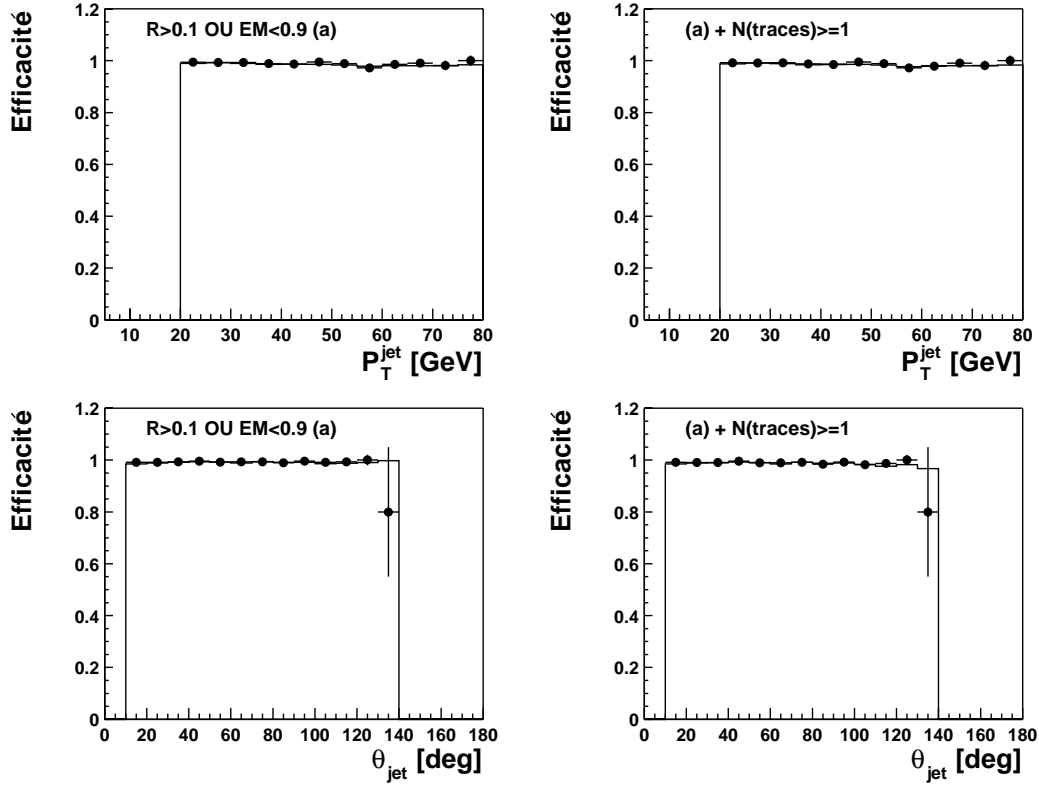 Efficacité
R>0.1 OU EM<0.9 (a)
1.2
1
0.8
0.6
0.4
0.2
0
10 20 30 40 50 60 70 80
P_T^jet [GeV]
Efficacité
(a) + N(traces)>=1
1.2
1
0.8
0.6
0.4
0.2
0
10 20 30 40 50 60 70 80
P_T^jet [GeV]
Efficacité
R>0.1 OU EM<0.9 (a)
1.2
1
0.8
0.6
0.4
0.2
0
0 20 40 60 80 100 120 140 160 180
θ_jet [deg]
Efficacité
(a) + N(traces)>=1
1.2
1
0.8
0.6
0.4
0.2
0
0 20 40 60 80 100 120 140 160 180
θ_jet [deg]